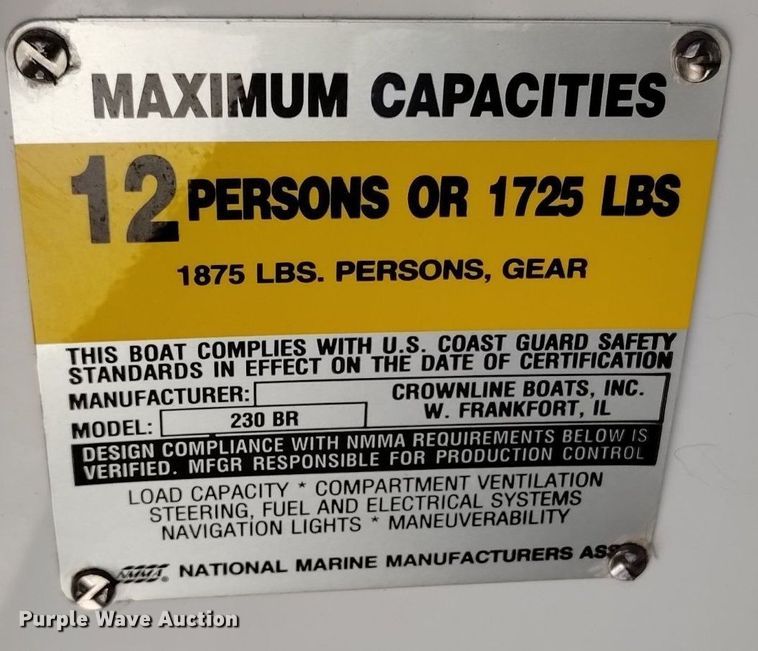 MAXIMUM CAPACITIES
12 PERSONS OR 1725 LBS
1875 LBS. PERSONS, GEAR
THIS BOAT COMPLIES WITH U.S. COAST GUARD SAFETY
STANDARDS IN EFFECT ON THE DATE OF CERTIFICATION
MANUFACTURER: CROWNLINE BOATS, INC.
W. FRANKFORT, IL
MODEL: 230 BR
DESIGN COMPLIANCE WITH NMMA REQUIREMENTS BELOW IS
VERIFIED. MFGR RESPONSIBLE FOR PRODUCTION CONTROL
LOAD CAPACITY * COMPARTMENT VENTILATION
STEERING, FUEL AND ELECTRICAL SYSTEMS
NAVIGATION LIGHTS * MANEUVERABILITY
NMMA® NATIONAL MARINE MANUFACTURERS
Purple Wave Auction